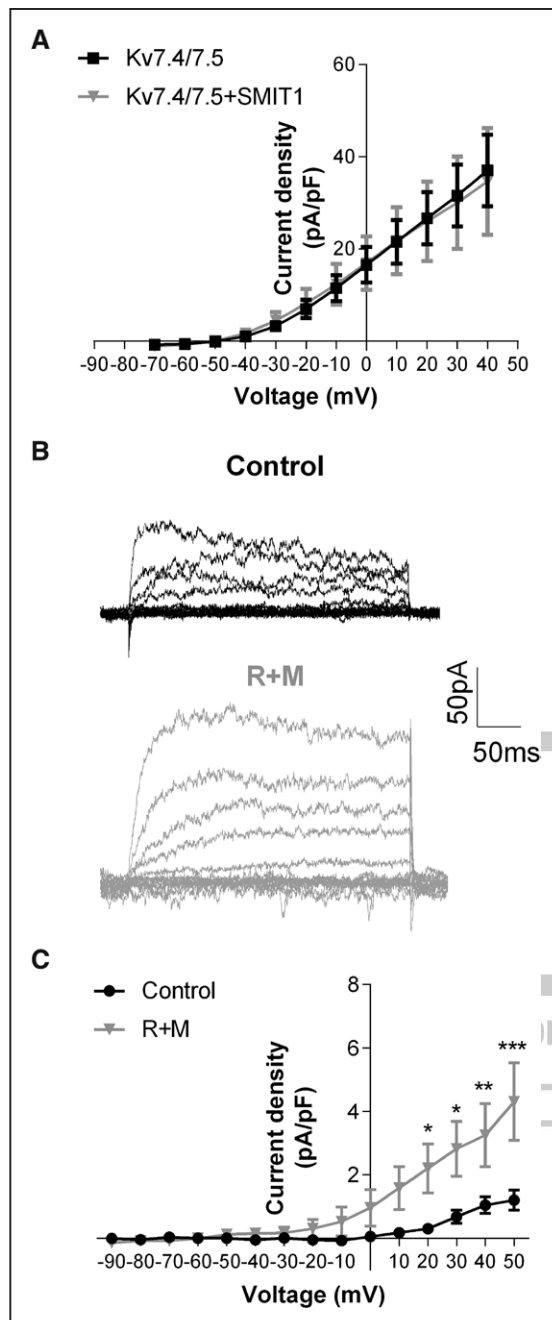 A
Kv7.4/7.5
Kv7.4/7.5+SMIT1
60
40
20
Current density
(pA/pF)
-90-80-70-60-50-40-30-20-10 0 10 20 30 40 50
Voltage (mV)
B
Control
R+M
50pA
50ms
C
Control
R+M
8
6
4
2
Current density
(pA/pF)
* * ** ***
-90-80-70-60-50-40-30-20-10 0 10 20 30 40 50
Voltage (mV)